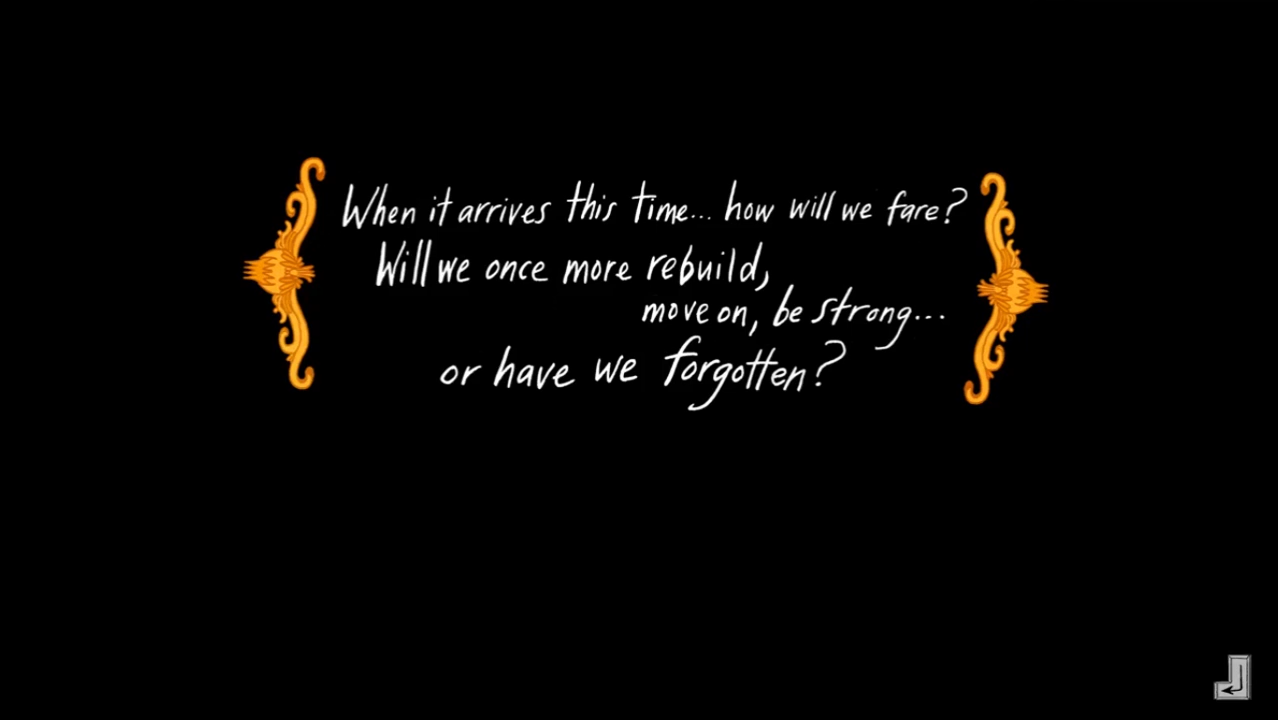 When it arrives this time... how will we fare?
Will we once more rebuild,
move on, be strong...
or have we forgotten?